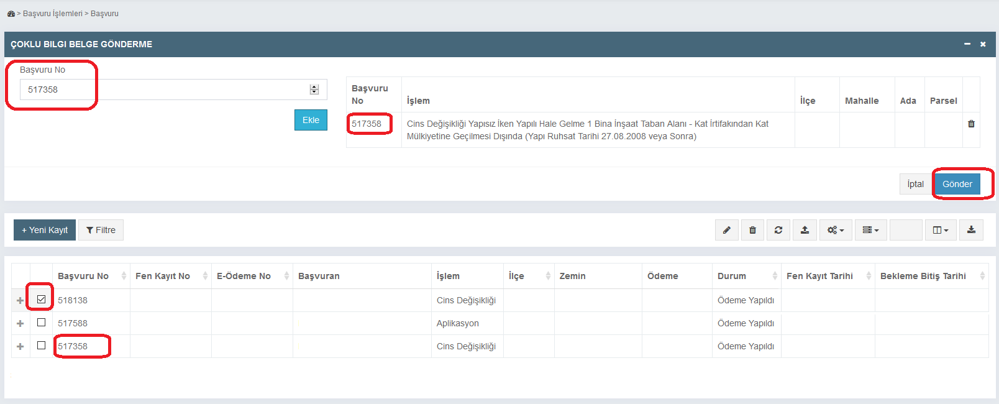 > Başvuru İşlemleri > Başvuru
ÇOKLU BILGI BELGE GÖNDERME
Başvuru No
517358
Ekle
Başvuru No İşlem İlçe Mahalle Ada Parsel
517358 Cins Değişikliği Yapısız İken Yapılı Hale Gelme 1 Bina İnşaat Taban Alanı - Kat İrtifakından Kat
Mülkiyetine Geçilmesi Dışında (Yapı Ruhsat Tarihi 27.08.2008 veya Sonra)
İptal Gönder
+ Yeni Kayıt Filtre
Başvuru No Fen Kayıt No E-Ödeme No Başvuran İşlem İlçe Zemin Ödeme Durum Fen Kayıt Tarihi Bekleme Bitiş Tarihi
518138 Cins Değişikliği Ödeme Yapıldı
517588 Aplikasyon Ödeme Yapıldı
517358 Cins Değişikliği Ödeme Yapıldı